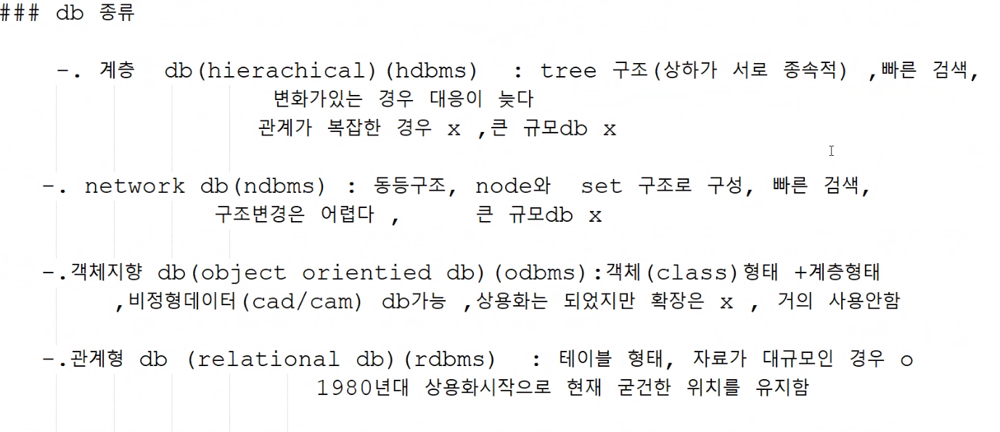 ### db 종류
-. 계층 db(hierachical)(hdbms) : tree 구조(상하가 서로 종속적) ,빠른 검색,
변화가있는 경우 대응이 늦다
관계가 복잡한 경우 x ,큰 규모db x
-. network db(ndbms) : 동등구조, node와 set 구조로 구성, 빠른 검색,
구조변경은 어렵다 , 큰 규모db x
-.객체지향 db(object orientied db)(odbms):객체(class)형태 +계층형태
,비정형데이터(cad/cam) db가능 ,상용화는 되었지만 확장은 x , 거의 사용안함
-.관계형 db (relational db)(rdbms) : 테이블 형태, 자료가 대규모인 경우 o
1980년대 상용화시작으로 현재 굳건한 위치를 유지함